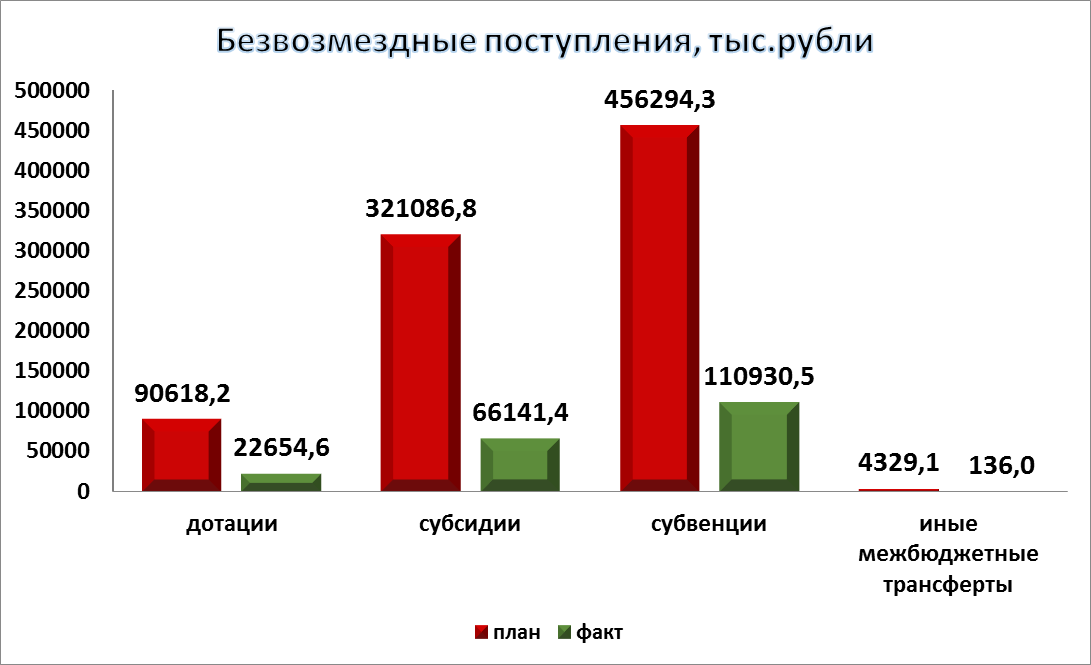 Безвозмездные поступления, тыс.рубли
500000
450000
400000
350000
300000
250000
200000
150000
100000
50000
0
90618,2
22654,6
321086,8
66141,4
456294,3
110930,5
4329,1
136,0
дотации
субсидии
субвенции
иные
межбюджетные
трансферты
план
факт